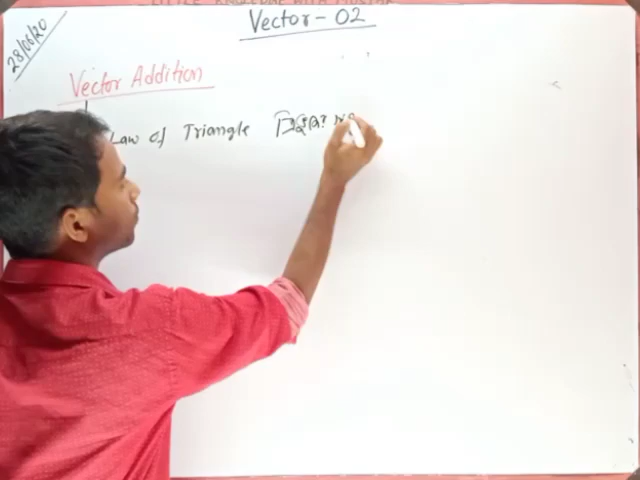 Vector - 02
28/06/20
Vector Addition
Law of Triangle